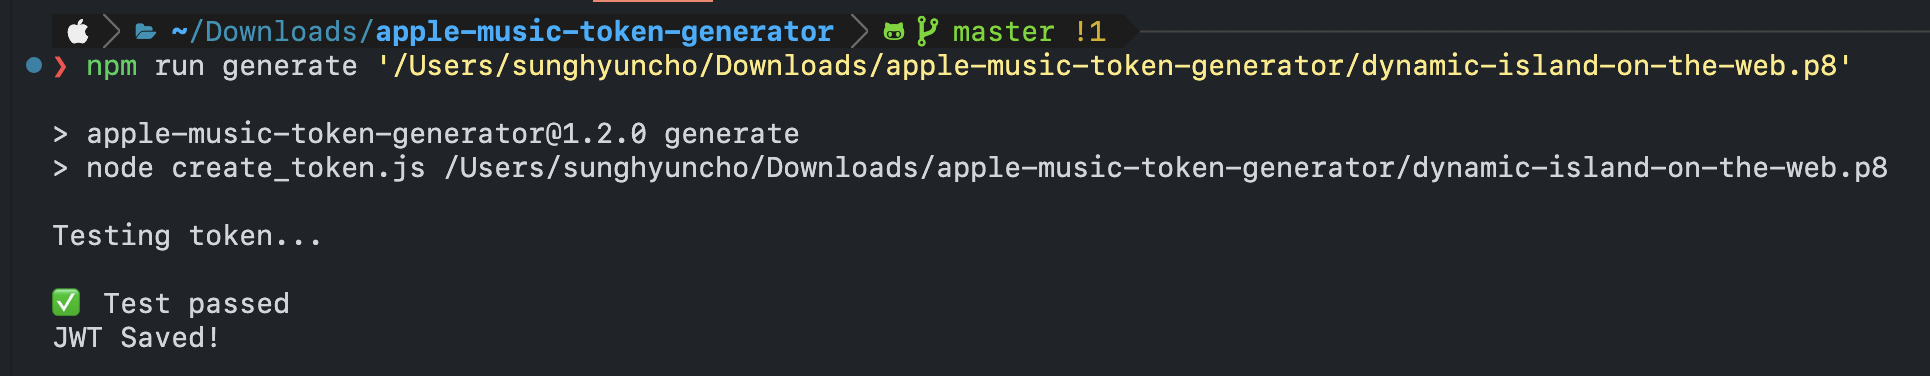 ~/Downloads/apple-music-token-generator master !1
❯ npm run generate '/Users/sunghyuncho/Downloads/apple-music-token-generator/dynamic-island-on-the-web.p8'
> apple-music-token-generator@1.2.0 generate
> node create_token.js /Users/sunghyuncho/Downloads/apple-music-token-generator/dynamic-island-on-the-web.p8
Testing token...
✅ Test passed
JWT Saved!